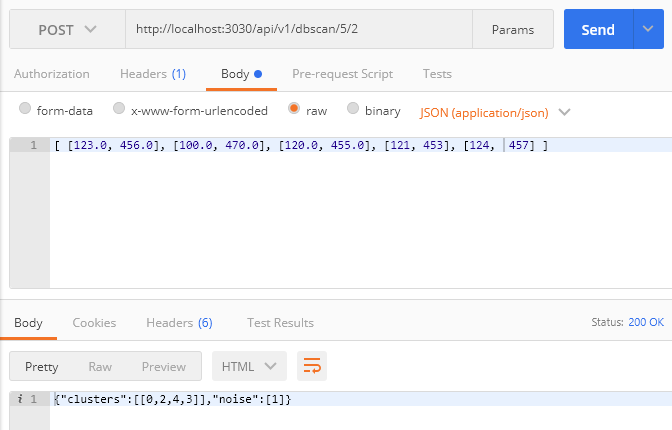 POST http://localhost:3030/api/v1/dbscan/5/2 Params Send
Authorization Headers (1) Body Pre-request Script Tests
form-data x-www-form-urlencoded raw binary JSON (application/json)
1 [ [123.0, 456.0], [100.0, 470.0], [120.0, 455.0], [121, 453], [124, 457] ]
Body Cookies Headers (6) Test Results Status: 200 OK
Pretty Raw Preview HTML
i 1 {"clusters":[[0,2,4,3]],"noise":[1]}